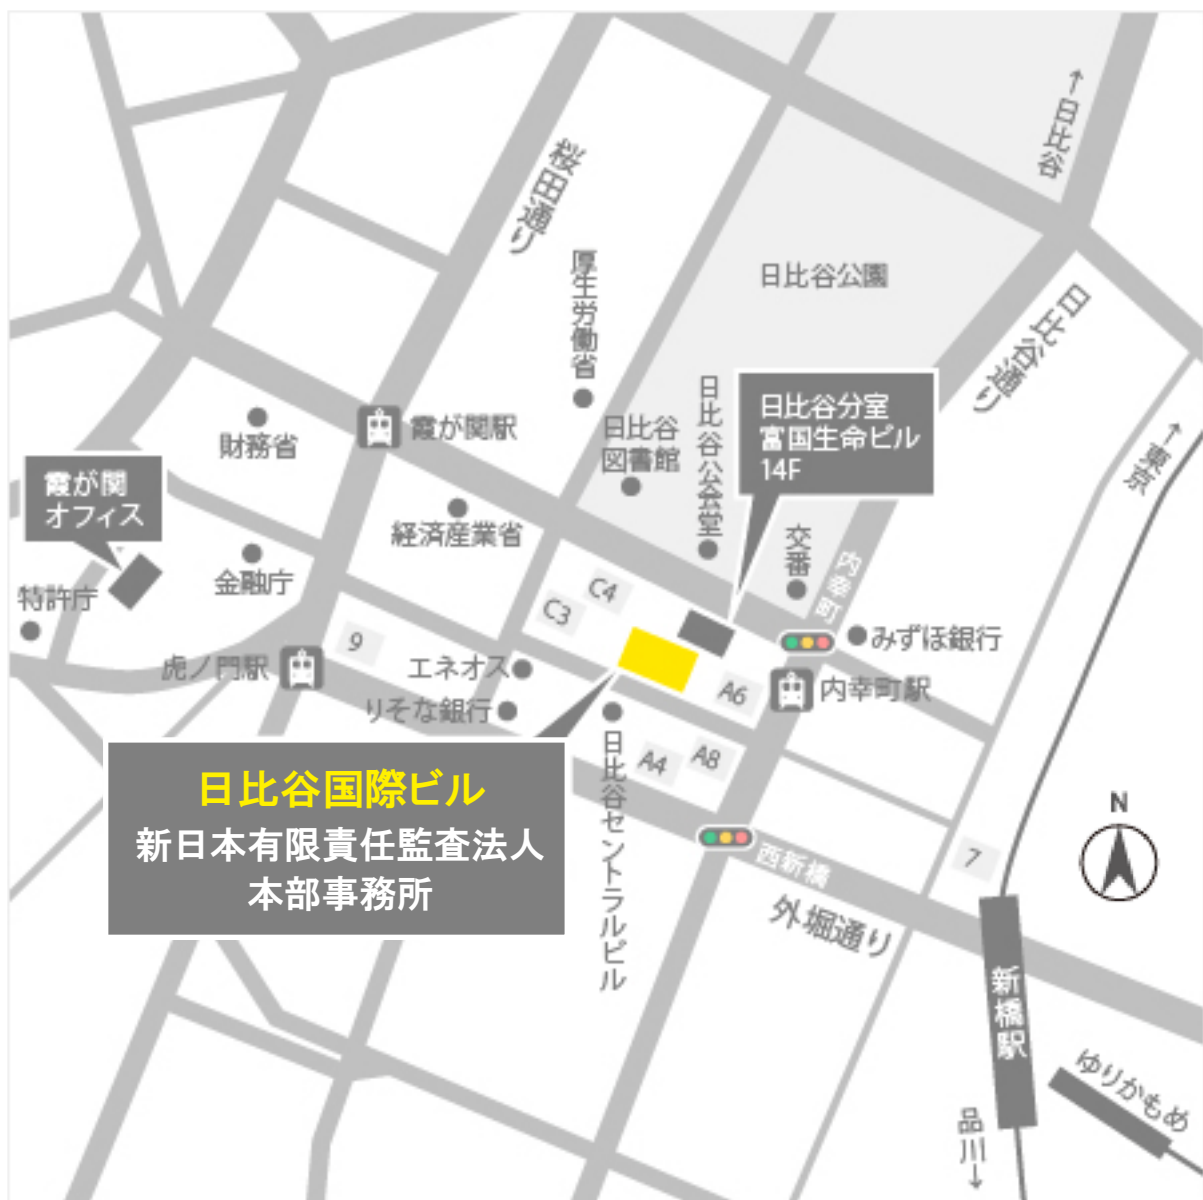 ↑日比谷
桜田通り
厚生労働省
日比谷公園
日比谷通り
日比谷公会堂
日比谷分室
富国生命ビル
14F
霞が関駅
日比谷
図書館
財務省
↑東京
霞が関
オフィス
経済産業省
交番
内幸町
金融庁
特許庁
C4
C3
みずほ銀行
9
虎ノ門駅
エネオス
A6
内幸町駅
りそな銀行
日比谷セントラルビル
A4
A8
日比谷国際ビル
新日本有限責任監査法人
本部事務所
N
西新橋
7
外堀通り
新橋駅
ゆりかもめ
品川→